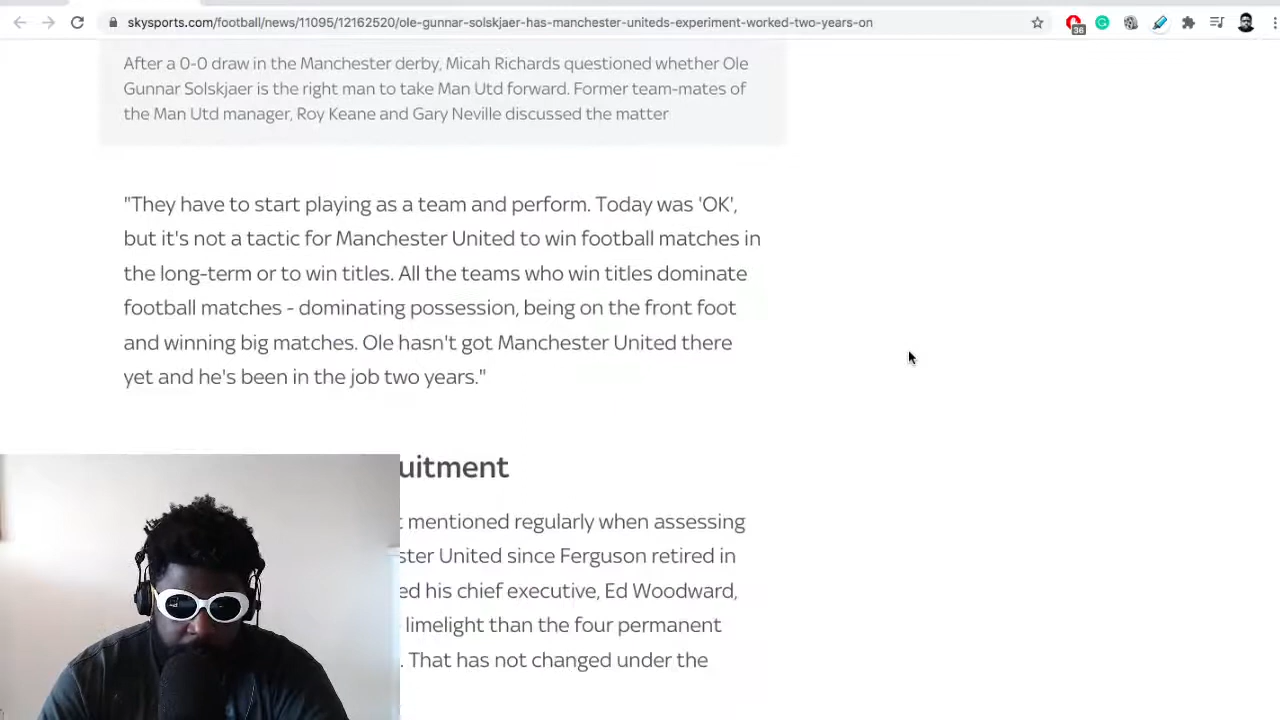 skysports.com/football/news/11095/12162520/ole-gunnar-solskjaer-has-manchester-uniteds-experiment-worked-two-years-on
36
After a 0-0 draw in the Manchester derby, Micah Richards questioned whether Ole
Gunnar Solskjaer is the right man to take Man Utd forward. Former team-mates of
the Man Utd manager, Roy Keane and Gary Neville discussed the matter
"They have to start playing as a team and perform. Today was 'OK',
but it's not a tactic for Manchester United to win football matches in
the long-term or to win titles. All the teams who win titles dominate
football matches - dominating possession, being on the front foot
and winning big matches. Ole hasn't got Manchester United there
yet and he's been in the job two years."
uitment
mentioned regularly when assessing
ster United since Ferguson retired in
ed his chief executive, Ed Woodward,
limelight than the four permanent
. That has not changed under the